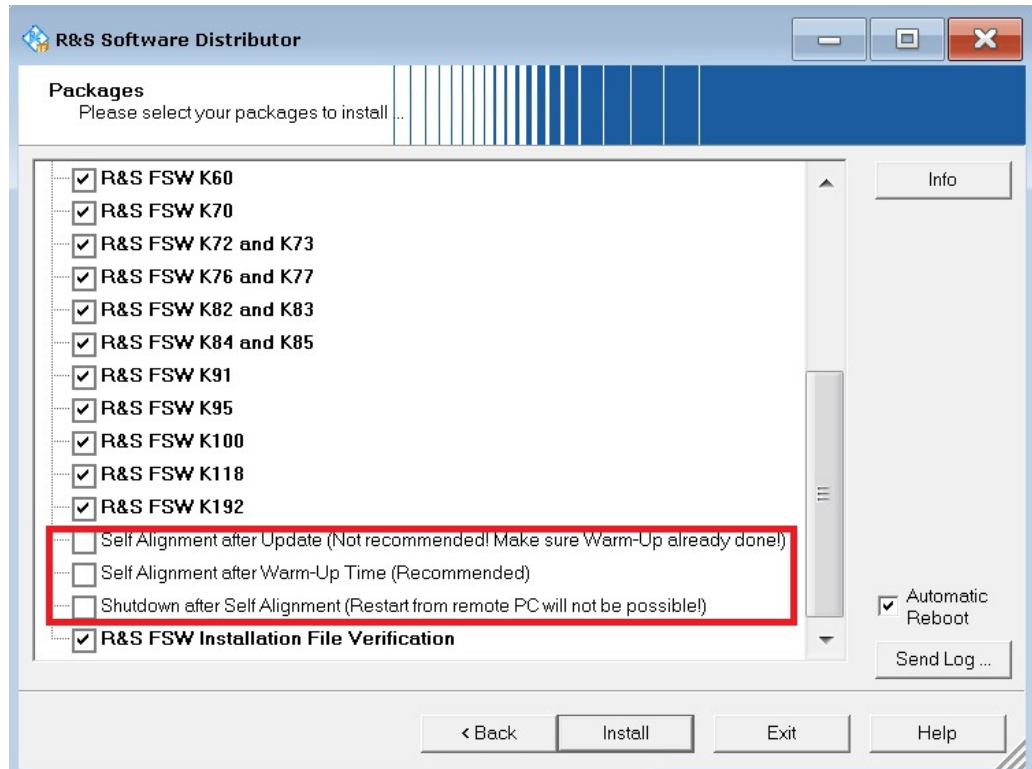 R&S Software Distributor
Packages
Please select your packages to install ...
Info
R&S FSW K60
R&S FSW K70
R&S FSW K72 and K73
R&S FSW K76 and K77
R&S FSW K82 and K83
R&S FSW K84 and K85
R&S FSW K91
R&S FSW K95
R&S FSW K100
R&S FSW K118
R&S FSW K192
Self Alignment after Update (Not recommended! Make sure Warm-Up already done!)
Self Alignment after Warm-Up Time (Recommended)
Shutdown after Self Alignment (Restart from remote PC will not be possible!)
R&S FSW Installation File Verification
Automatic
Reboot
Send Log ...
< Back
Install
Exit
Help